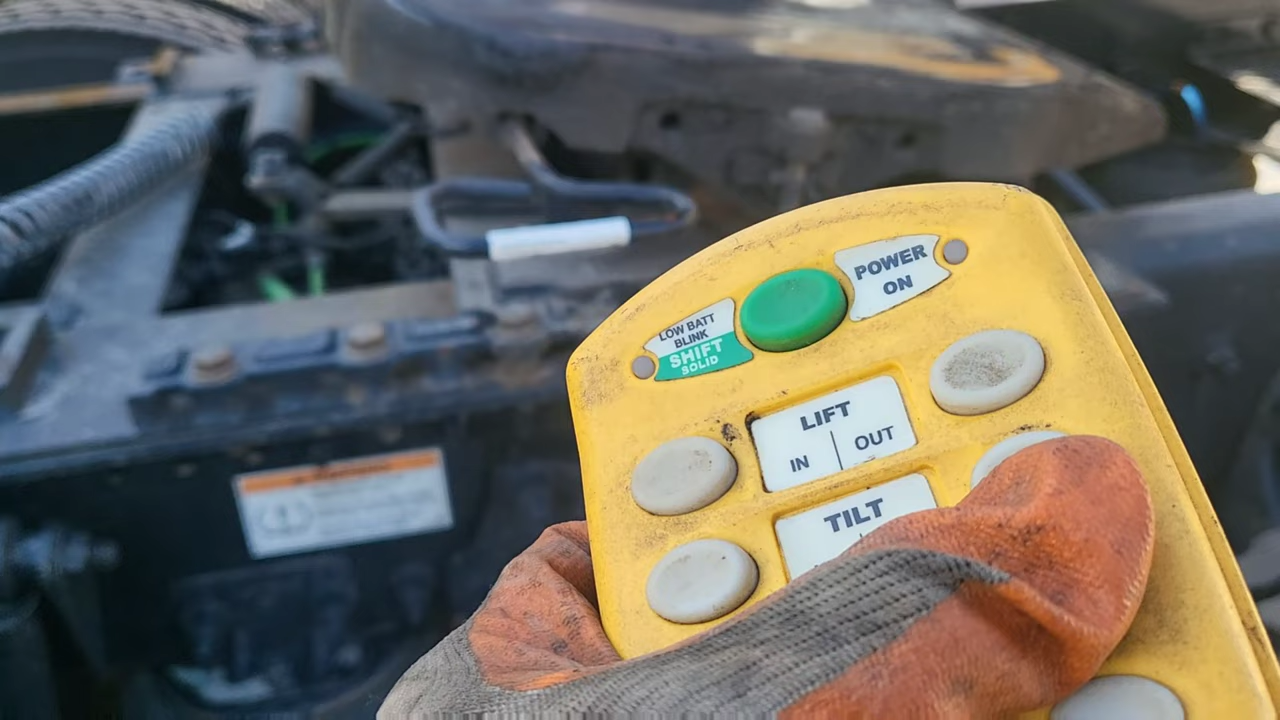 POWER
ON
LOW BATT
BLINK
SHIFT
SOLID
LIFT
IN OUT
TILT